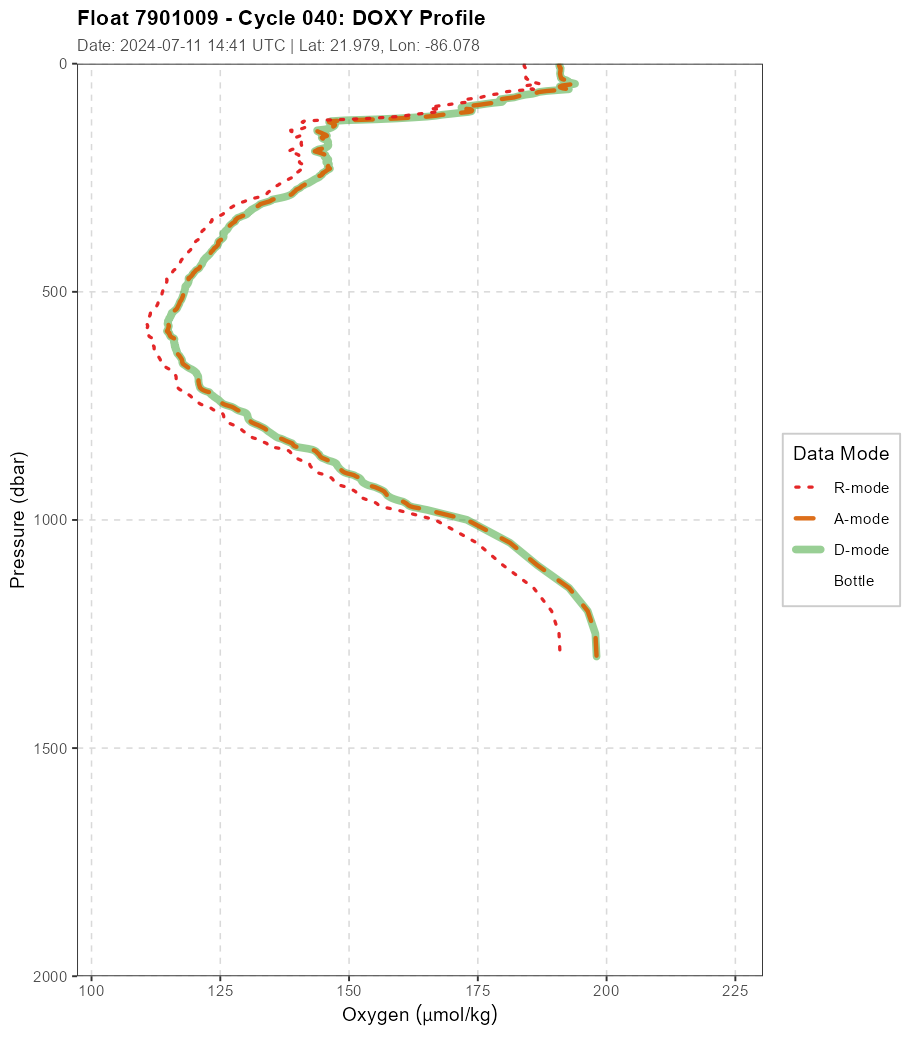 Float 7901009 - Cycle 040: DOXY Profile
Date: 2024-07-11 14:41 UTC | Lat: 21.979, Lon: -86.078
0
500
1000
1500
2000
Pressure (dbar)
100 125 150 175 200 225
Oxygen (μmol/kg)
Data Mode
R-mode
A-mode
D-mode
Bottle